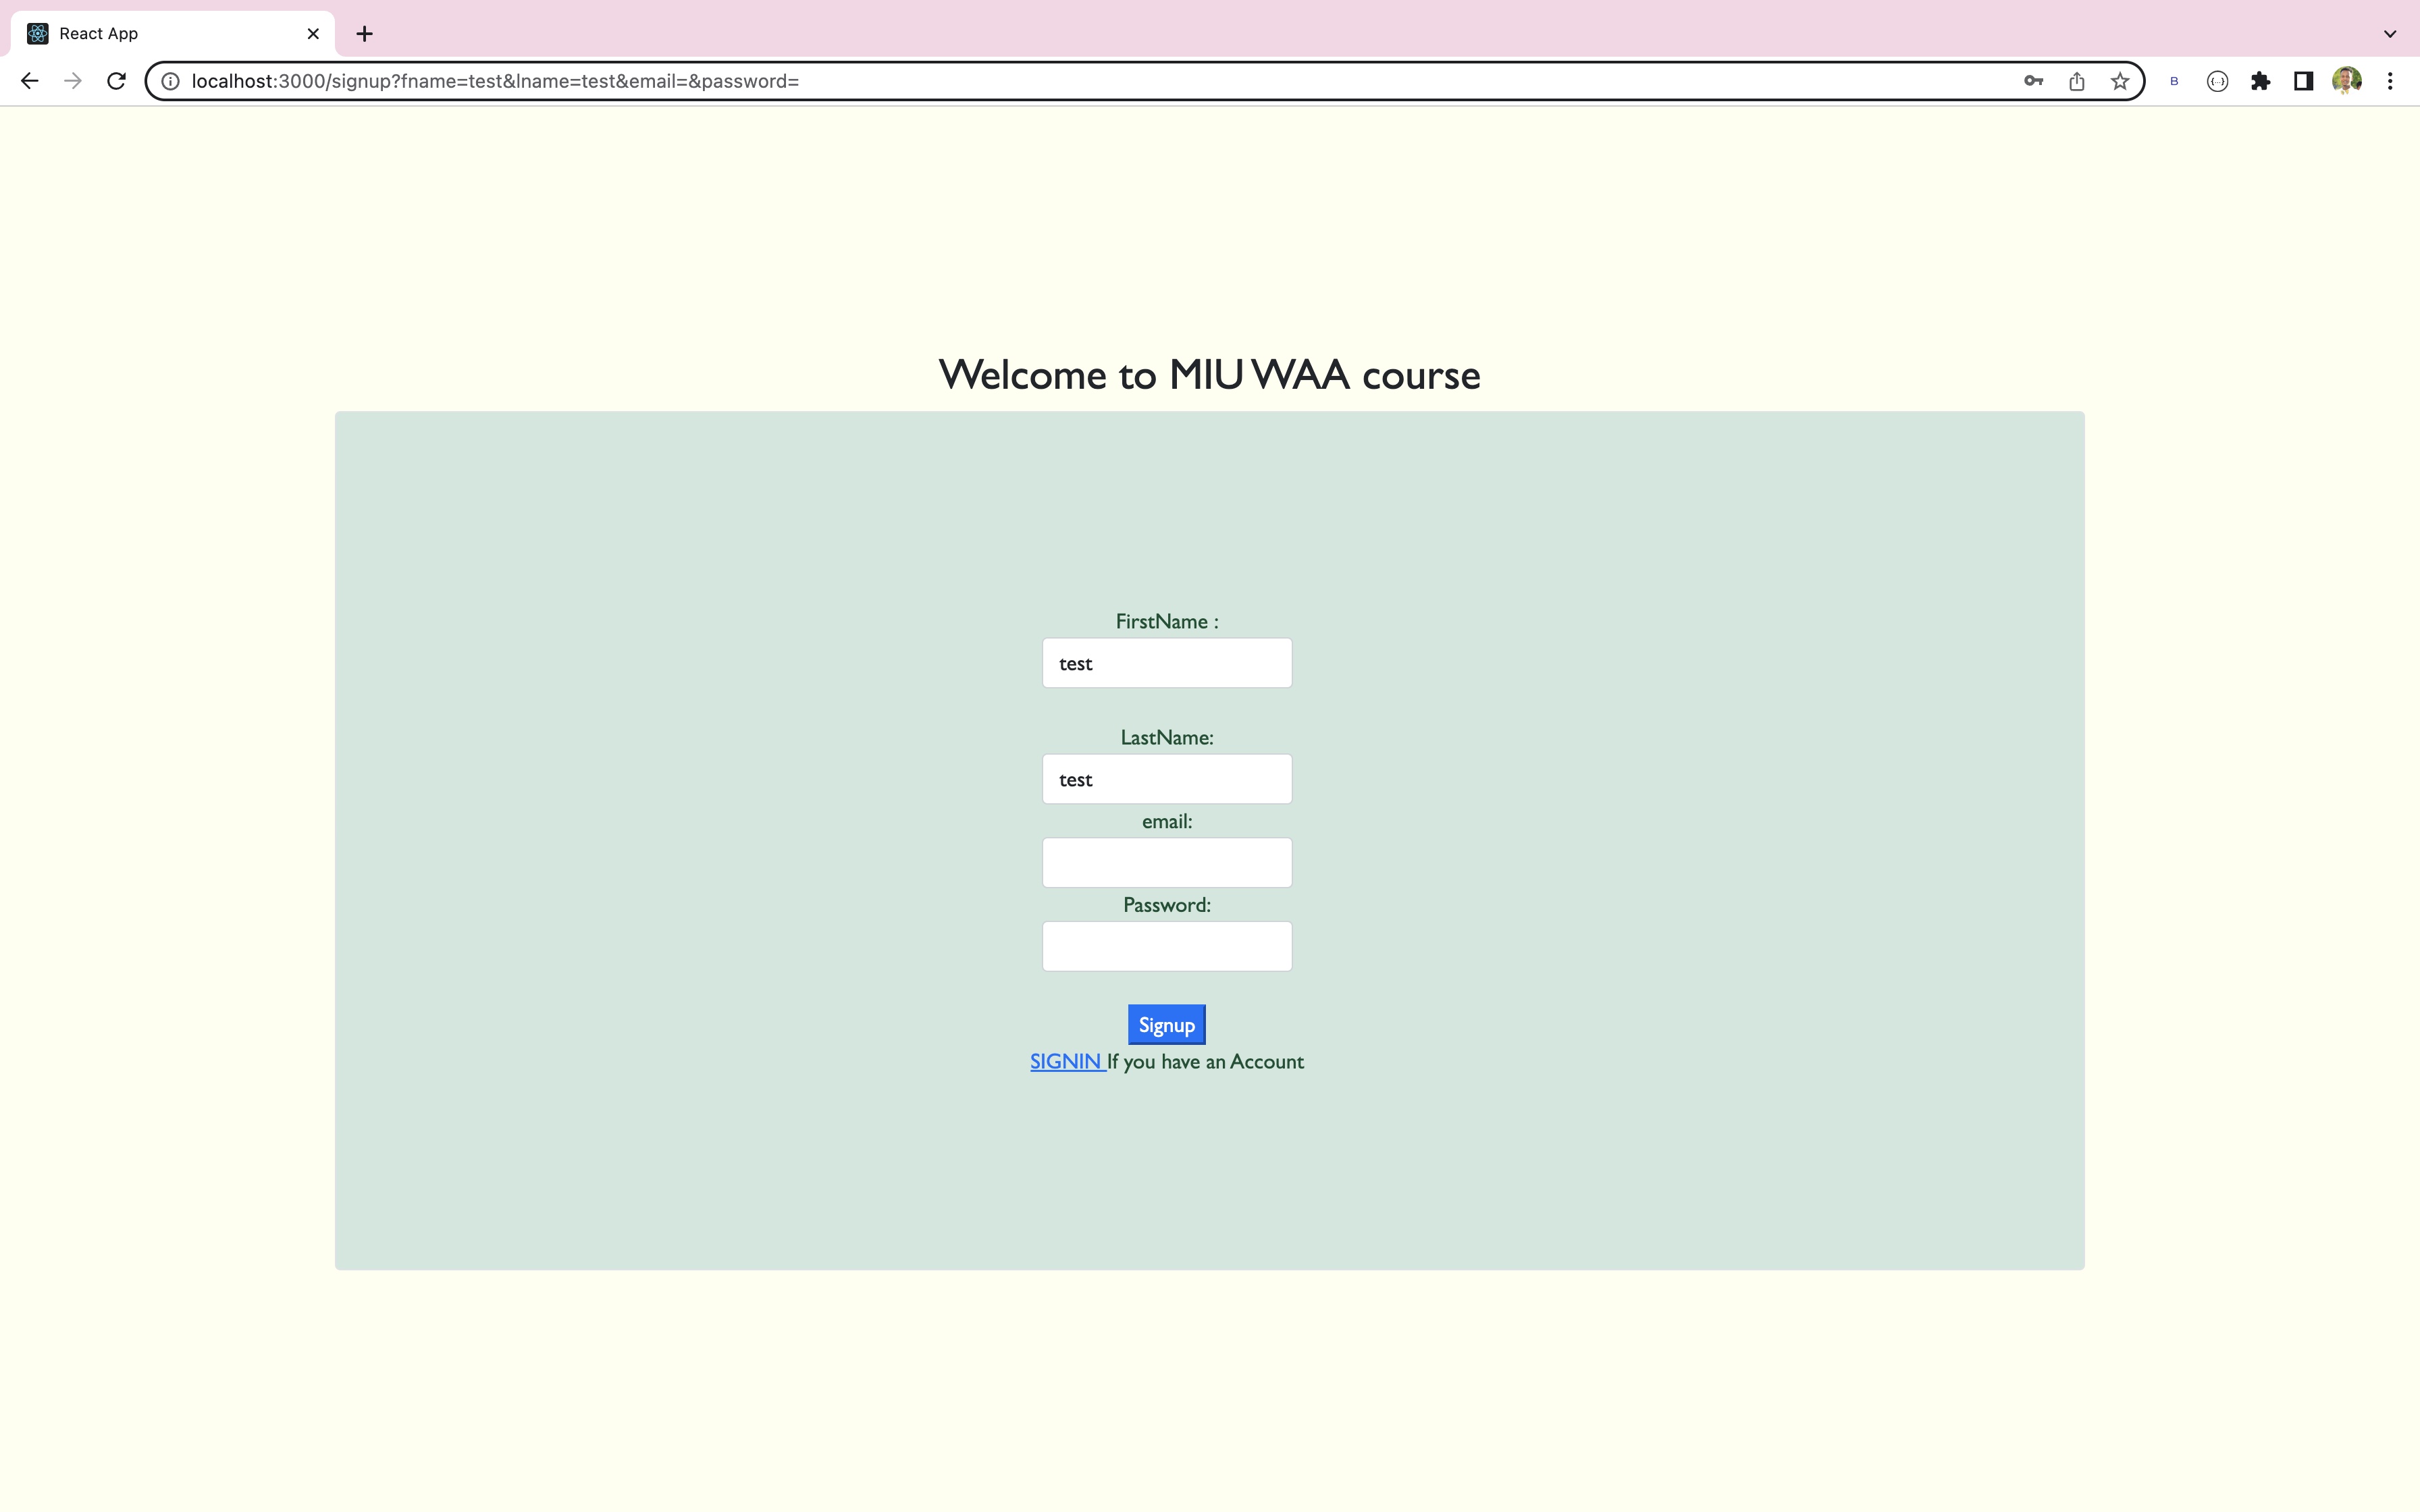 React App
localhost:3000/signup?fname=test&lname=test&email=&password=
B
Welcome to MIU WAA course
FirstName :
test
LastName:
test
email:
Password:
Signup
SIGNIN If you have an Account